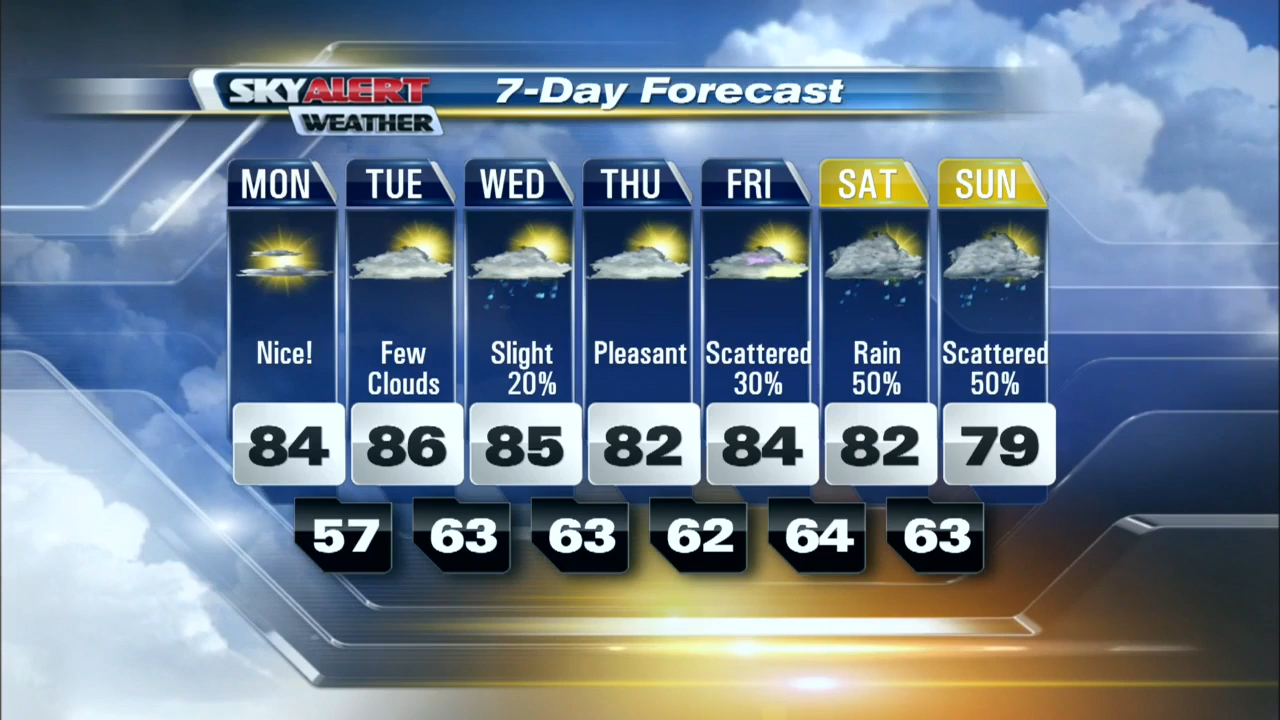 SKYALERT
WEATHER
7-Day Forecast
MON TUE WED THU FRI SAT SUN
Nice!
Few
Clouds
Slight
20%
Pleasant
Scattered
30%
Rain
50%
Scattered
50%
84 86 85 82 84 82 79
57 63 63 62 64 63